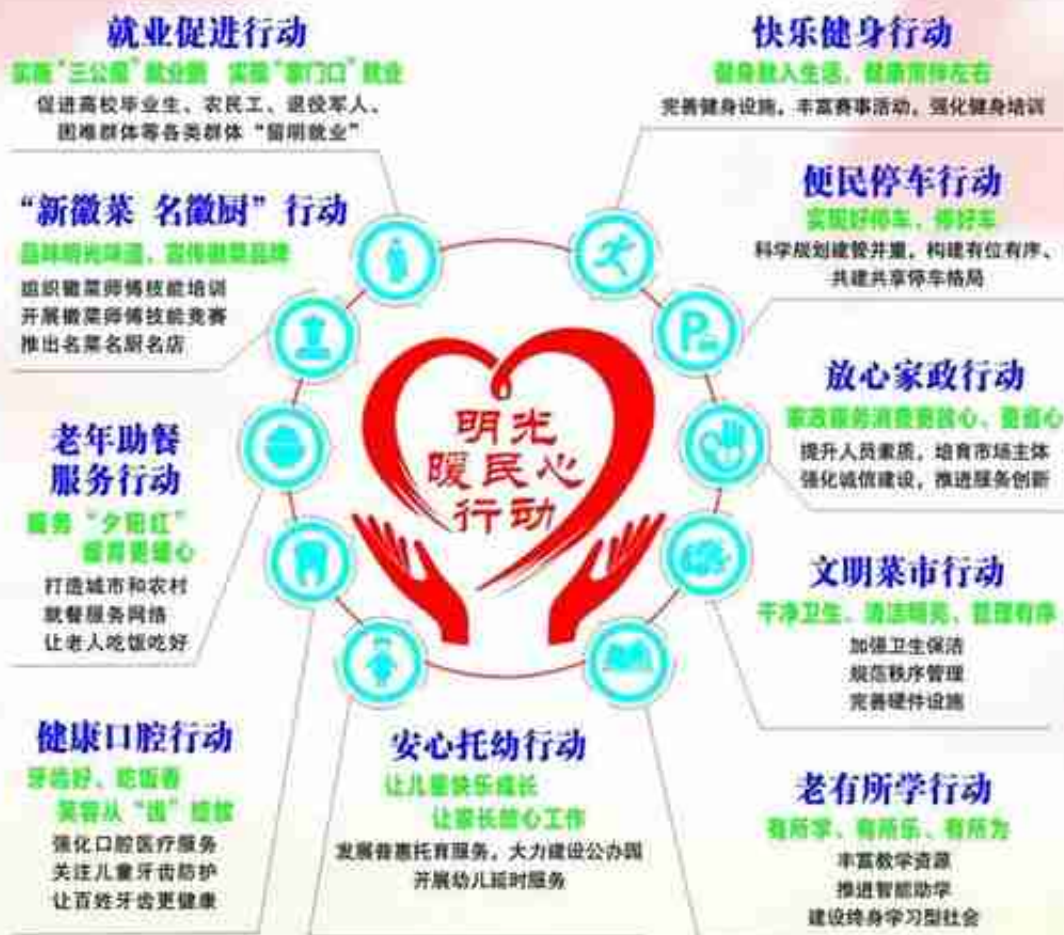 就业促进行动
实施"三公里"就业圈 实现"家门口"就业
促进高校毕业生、农民工、退役军人、
困难群体等各类群体"留明就业"
"新徽菜 名徽厨"行动
品味明光味道、宣传徽菜品牌
组织徽菜师傅技能培训
开展徽菜师傅技能竞赛
推出名菜名厨名店
老年助餐
服务行动
服务"夕阳红"
打造城市和农村
就餐服务网络
让老人吃饭吃好
健康口腔行动
牙齿好、吃饭香
笑容从"齿"绽放
强化口腔医疗服务
关注儿童牙齿防护
让百姓牙齿更健康
明光
暖民心
行动
安心托幼行动
让儿童快乐成长
让家长放心工作
发展普惠托育服务,大力建设公办园
开展幼儿延时服务
快乐健身行动
健身融入生活、健康常伴左右
完善健身设施,丰富赛事活动,强化健身培训
便民停车行动
实现好停车、停好车
科学规划建管并重,构建有位有序、
共建共享停车格局
P
放心家政行动
家政服务消费更放心、更省心
提升人员素质,培育市场主体
强化诚信建设,推进服务创新
文明菜市行动
干净卫生、清洁明亮、管理有序
加强卫生保洁
规范秩序管理
完善硬件设施
老有所学行动
有所学、有所乐、有所为
丰富教学资源
推进智能助学
建设终身学习型社会